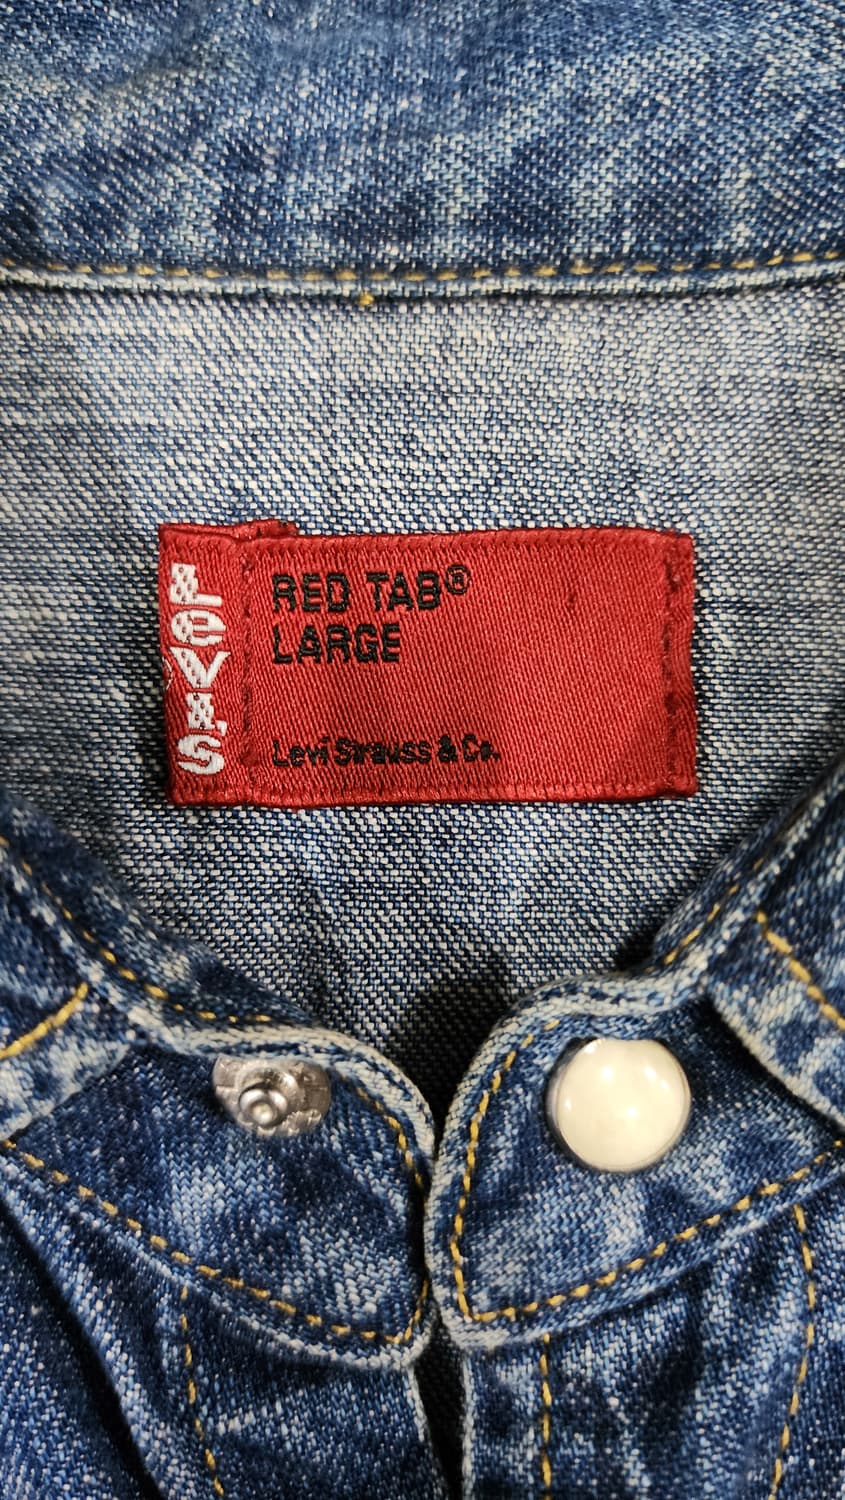 LEVI'S
RED TAB®
LARGE
Levi Strauss & Co.